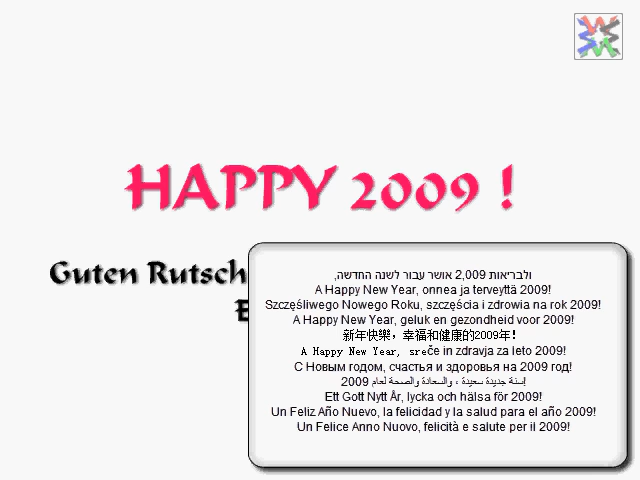 HAPPY 2009 !
Guten Rutsch
ולבריאות 2,009 אושר עבור לשנה החדשה,
A Happy New Year, onnea ja terveyttä 2009!
Szczęśliwego Nowego Roku, szczęścia i zdrowia na rok 2009!
A Happy New Year, geluk en gezondheid voor 2009!
新年快樂，幸福和健康的2009年！
A Happy New Year, sreče in zdravja za leto 2009!
С Новым годом, счастья и здоровья на 2009 год!
سنة جديدة سعيدة ، والسعادة والصحة لعام 2009!
Ett Gott Nytt År, lycka och hälsa för 2009!
Un Feliz Año Nuevo, la felicidad y la salud para el año 2009!
Un Felice Anno Nuovo, felicità e salute per il 2009!